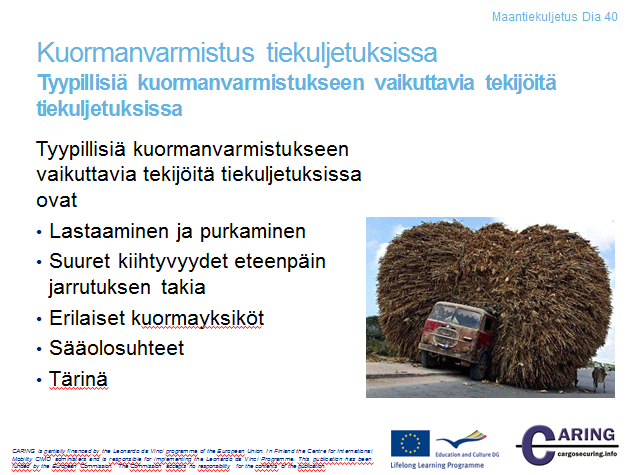 Maantiekuljetus Dia 40
Kuormanvarmistus tiekuljetuksissa
Tyypillisiä kuormanvarmistukseen vaikuttavia tekijöitä
tiekuljetuksissa
Tyypillisiä kuormanvarmistukseen
vaikuttavia tekijöitä tiekuljetuksissa
ovat
• Lastaaminen ja purkaminen
• Suuret kiihtyvyydet eteenpäin
jarrutuksen takia
• Erilaiset kuormayksiköt
• Sääolosuhteet
• Tärinä
CARING is partially financed by the Leonardo da Vinci programme of the European Union. In Finland the Centre for International
Mobility CIMO administers and is responsible for implementing the Leonardo da Vinci Programme. This publication has been
funded by the European Commission. The Commission accepts no responsibility for the contents of the publication
Education and Culture DG
Lifelong Learning Programme
CARING
cargosecuring.info